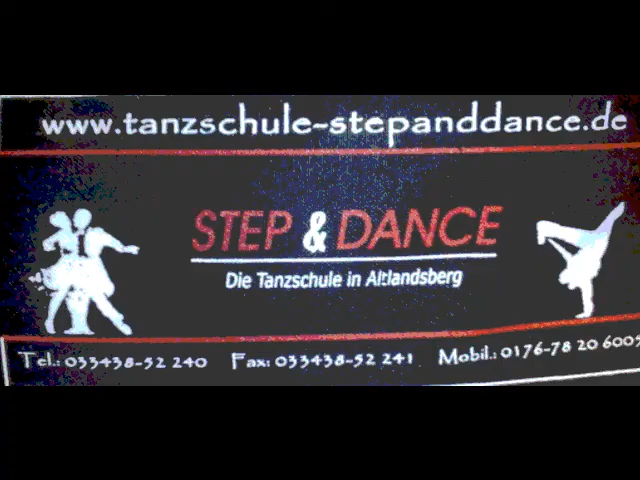 www.tanzschule-stepanddance.de
STEP & DANCE
Die Tanzschule in Altlandsberg
Tel.: 033438-52 240 Fax: 033438-52 241 Mobil.: 0176-78 20 6005